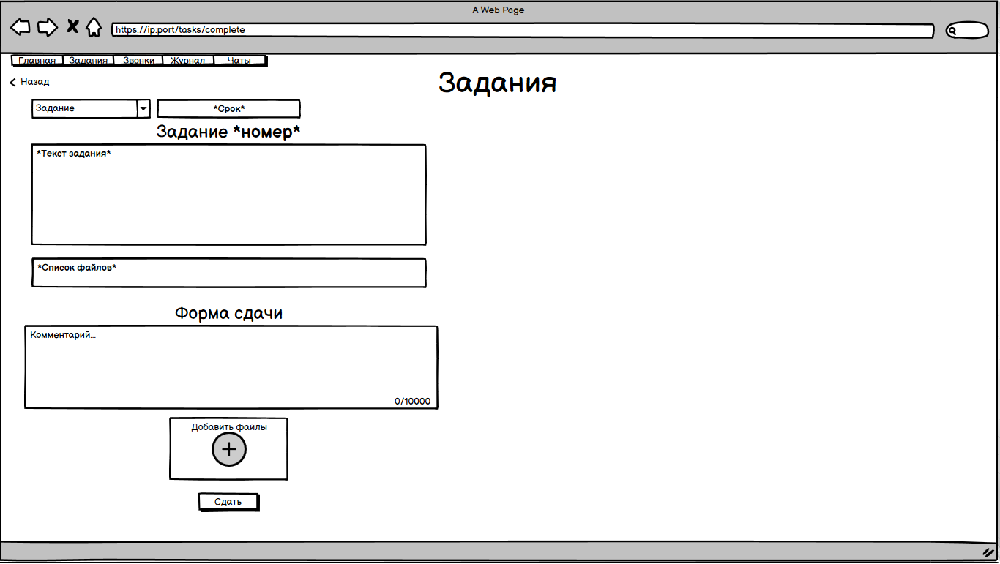 A Web Page
https://ip:port/tasks/complete
Главная Задания Звонки Журнал Чаты
Назад
Задания
Задание
*Срок*
Задание *номер*
*Текст задания*
*Список файлов*
Форма сдачи
Комментарий...
0/10000
Добавить файлы
Сдать